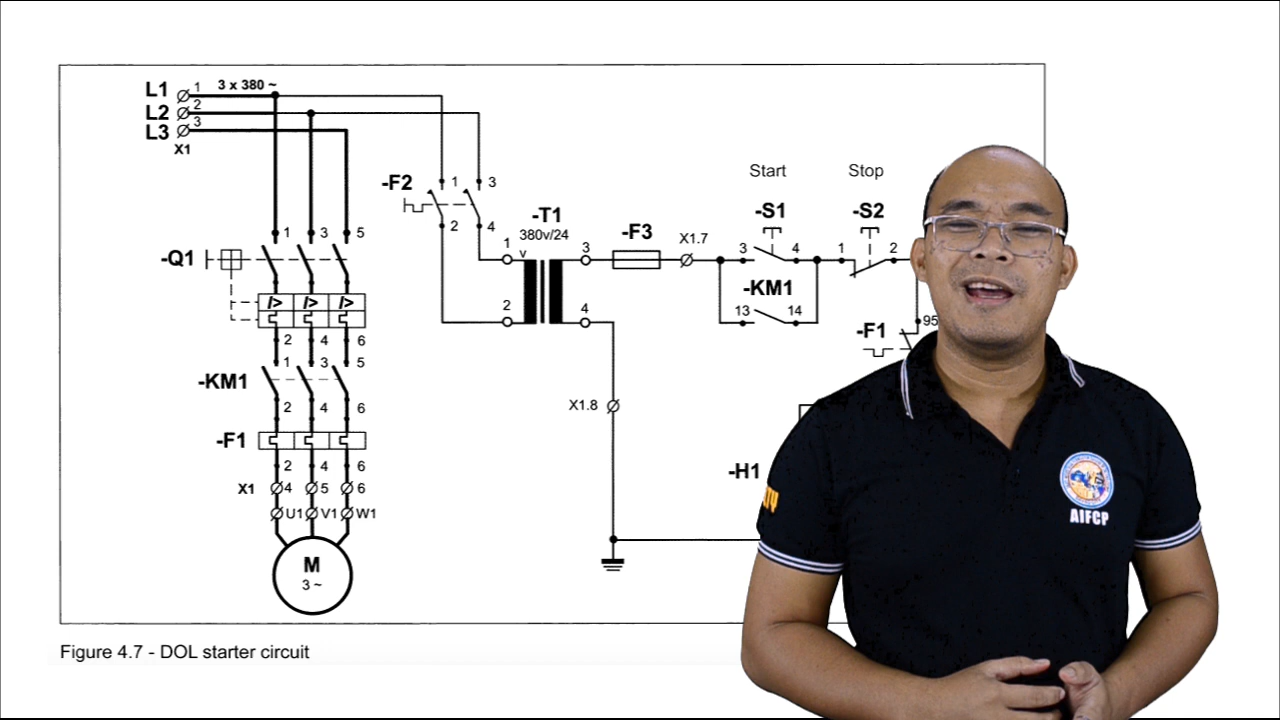 L1 1 3 x 380 ~
L2 2
L3 3
X1
Start Stop
-F2 1 3
-S1 -S2
2 4
-T1
380v/24
v
-F3
X1.7
1 3
3 4 1 2
-Q1 1 3 5
I> I> I>
-KM1
13 14
2 4
2 4 6
-F1 95
-KM1 1 3 5
2 4 6
X1.8
-F1
2 4 6
-H1
X1 4 5 6
U1 V1 W1
M
3 ~
AIFCP
Figure 4.7 - DOL starter circuit